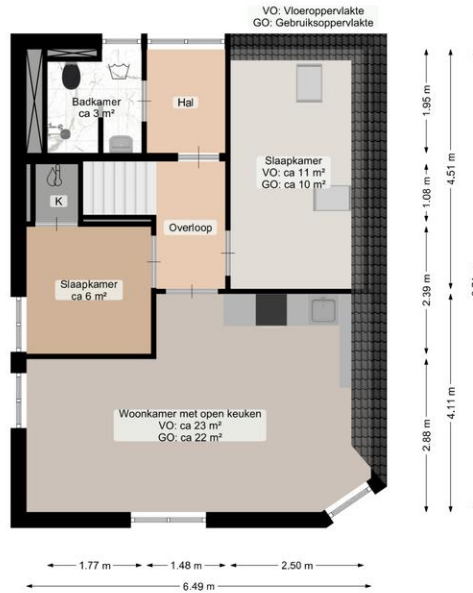 VO: Vloeroppervlakte
GO: Gebruiksoppervlakte
Badkamer
ca 3 m²
Hal
Slaapkamer
VO: ca 11 m²
GO: ca 10 m²
K
Overloop
Slaapkamer
ca 6 m²
Woonkamer met open keuken
VO: ca 23 m²
GO: ca 22 m²
1.95 m
1.08 m
2.39 m
2.88 m
4.51 m
4.11 m
1.77 m
1.48 m
2.50 m
6.49 m